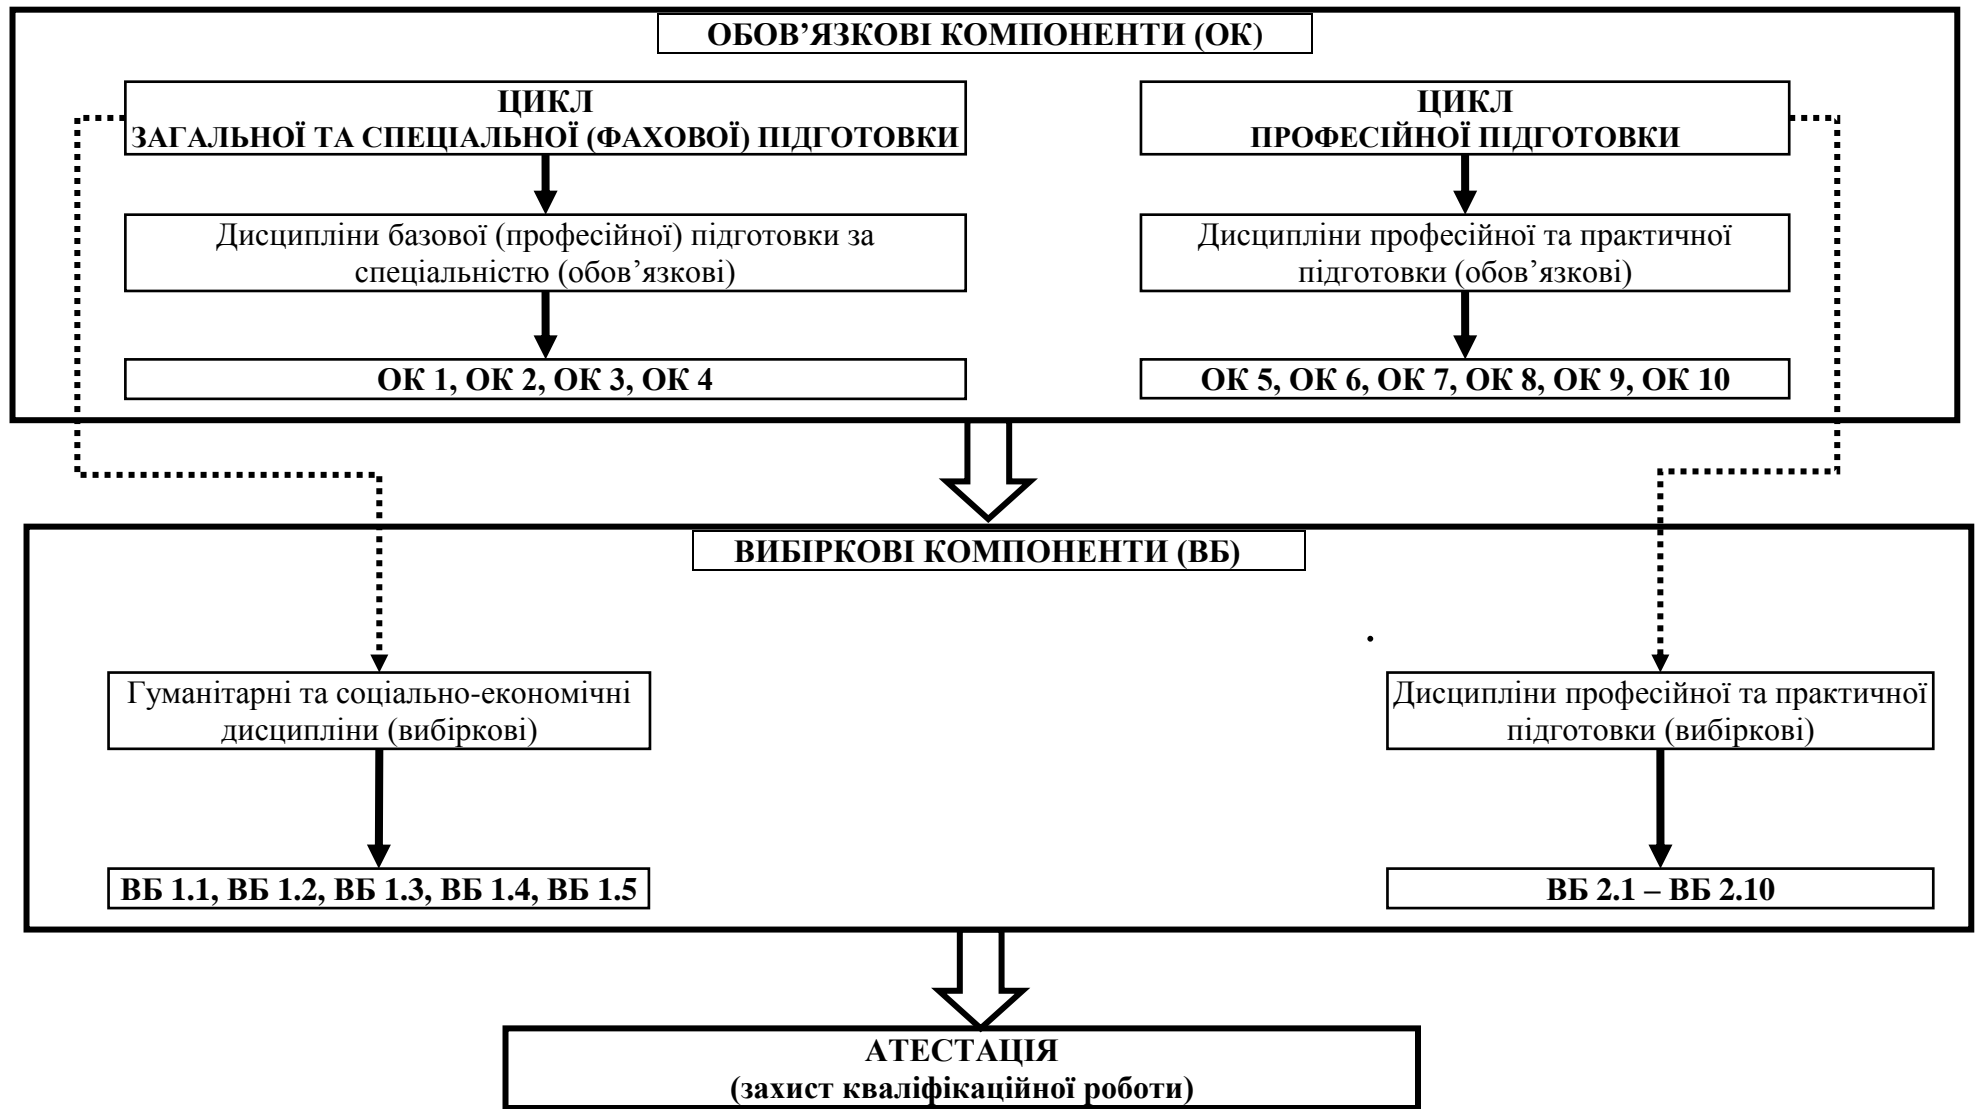 ОБОВ’ЯЗКОВІ КОМПОНЕНТИ (ОК)
ЦИКЛ
ЗАГАЛЬНОЇ ТА СПЕЦІАЛЬНОЇ (ФАХОВОЇ) ПІДГОТОВКИ
ЦИКЛ
ПРОФЕСІЙНОЇ ПІДГОТОВКИ
Дисципліни базової (професійної) підготовки за
спеціальністю (обов’язкові)
Дисципліни професійної та практичної
підготовки (обов’язкові)
ОК 1, ОК 2, ОК 3, ОК 4
ОК 5, ОК 6, ОК 7, ОК 8, ОК 9, ОК 10
ВИБІРКОВІ КОМПОНЕНТИ (ВБ)
Гуманітарні та соціально-економічні
дисципліни (вибіркові)
Дисципліни професійної та практичної
підготовки (вибіркові)
ВБ 1.1, ВБ 1.2, ВБ 1.3, ВБ 1.4, ВБ 1.5
ВБ 2.1 – ВБ 2.10
АТЕСТАЦІЯ
(захист кваліфікаційної роботи)